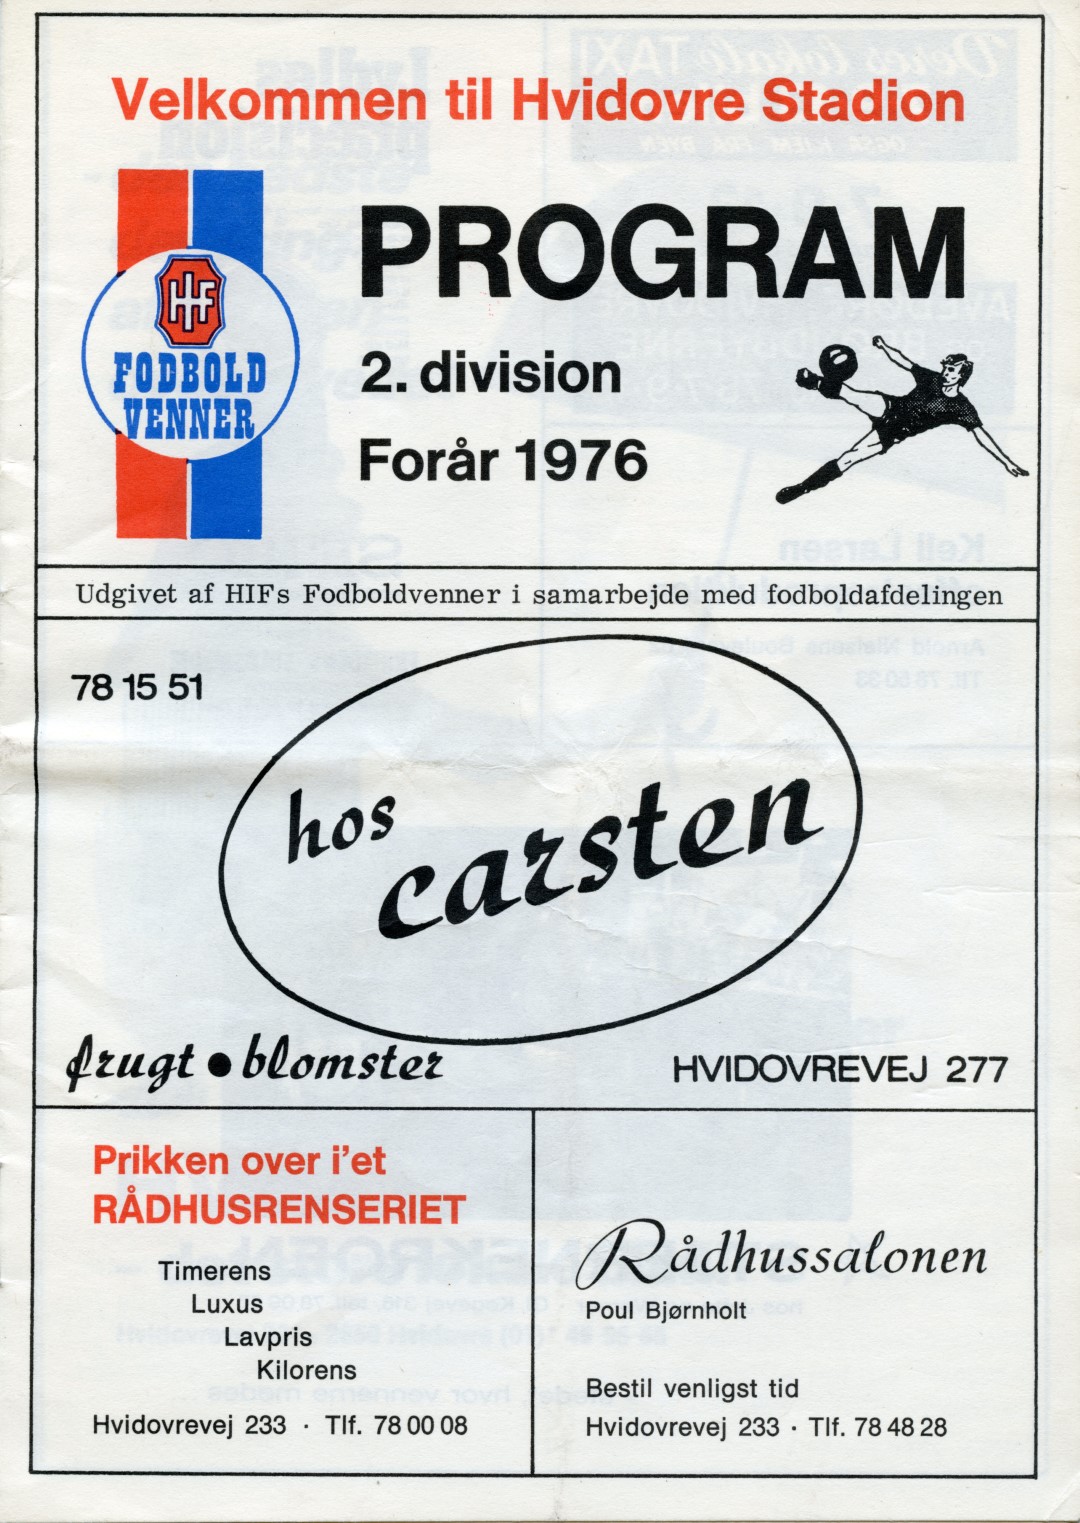 Velkommen til Hvidovre Stadion
HIF
FODBOLD
VENNER
PROGRAM
2. division
Forår 1976
Udgivet af HIFs Fodboldvenner i samarbejde med fodboldafdelingen
78 15 51
hos
carsten
frugt • blomster
HVIDOVREVEJ 277
Prikken over i'et
RÅDHUSRENSERIET
Timerens
Luxus
Lavpris
Kilorens
Hvidovrevej 233 · Tlf. 78 00 08
Rådhussalonen
Poul Bjørnholt
Bestil venligst tid
Hvidovrevej 233 · Tlf. 78 48 28